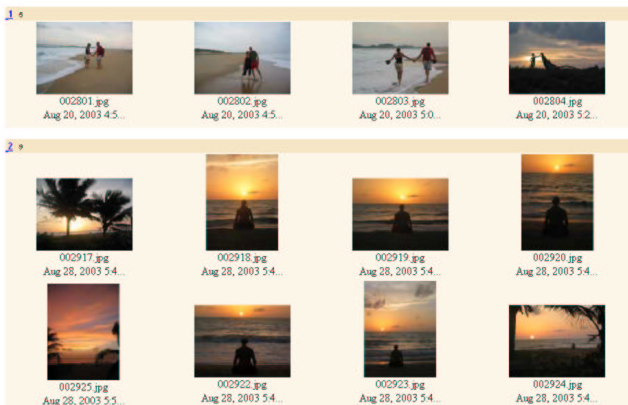 1 5
002801.jpg 002802.jpg 002803.jpg 002804.jpg
Aug 20, 2003 4:5... Aug 20, 2003 4:5... Aug 20, 2003 5:0... Aug 20, 2003 5:2...
2 9
002917.jpg 002918.jpg 002919.jpg 002920.jpg
Aug 28, 2003 5:4... Aug 28, 2003 5:4... Aug 28, 2003 5:4... Aug 28, 2003 5:4...
002925.jpg 002922.jpg 002923.jpg 002924.jpg
Aug 28, 2003 5:5... Aug 28, 2003 5:4... Aug 28, 2003 5:4... Aug 28, 2003 5:4...